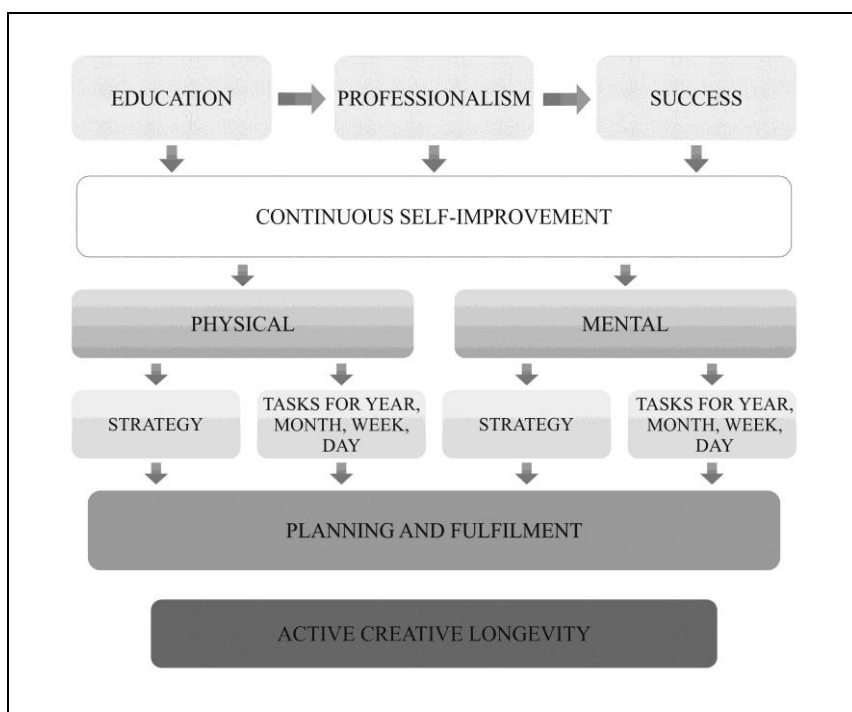 EDUCATION
PROFESSIONALISM
SUCCESS
CONTINUOUS SELF-IMPROVEMENT
PHYSICAL
MENTAL
STRATEGY
TASKS FOR YEAR,
MONTH, WEEK,
DAY
STRATEGY
TASKS FOR YEAR,
MONTH, WEEK,
DAY
PLANNING AND FULFILMENT
ACTIVE CREATIVE LONGEVITY